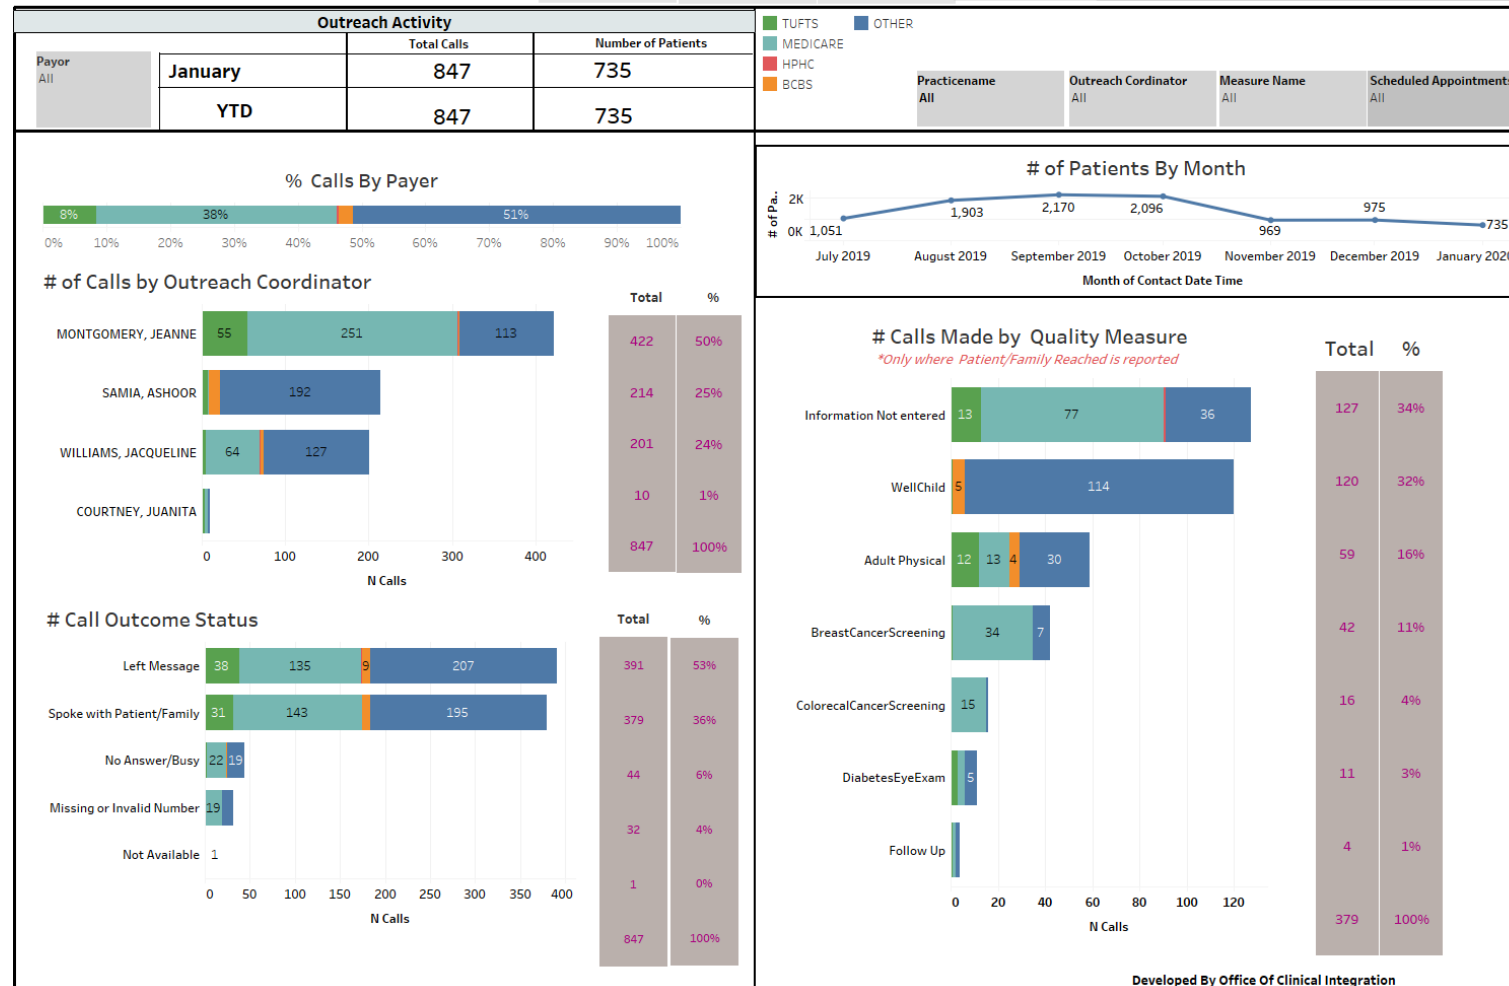 Outreach Activity
Payor
All
Total Calls Number of Patients
January 847 735
YTD 847 735
TUFTS OTHER
MEDICARE
HPHC
BCBS
Practicename Outreach Cordinator Measure Name Scheduled Appointment
All All All All
% Calls By Payer
8% 38% 51%
0% 10% 20% 30% 40% 50% 60% 70% 80% 90% 100%
# of Calls by Outreach Coordinator
Total %
MONTGOMERY, JEANNE 55 251 113 422 50%
SAMIA, ASHOOR 192 214 25%
WILLIAMS, JACQUELINE 64 127 201 24%
COURTNEY, JUANITA 10 1%
847 100%
0 100 200 300 400
N Calls
# Call Outcome Status
Total %
Left Message 38 135 9 207 391 53%
Spoke with Patient/Family 31 143 195 379 36%
No Answer/Busy 22 19 44 6%
Missing or Invalid Number 19 32 4%
Not Available 1 1 0%
847 100%
0 50 100 150 200 250 300 350 400
N Calls
# of Patients By Month
# of Pa..
2K
0K
1,051 1,903 2,170 2,096 969 975 735
July 2019 August 2019 September 2019 October 2019 November 2019 December 2019 January 2020
Month of Contact Date Time
# Calls Made by Quality Measure
*Only where Patient/Family Reached is reported
Total %
Information Not entered 13 77 36 127 34%
WellChild 5 114 120 32%
Adult Physical 12 13 4 30 59 16%
BreastCancerScreening 34 7 42 11%
ColorecalCancerScreening 15 16 4%
DiabetesEyeExam 5 11 3%
Follow Up 4 1%
379 100%
0 20 40 60 80 100 120
N Calls
Developed By Office Of Clinical Integration